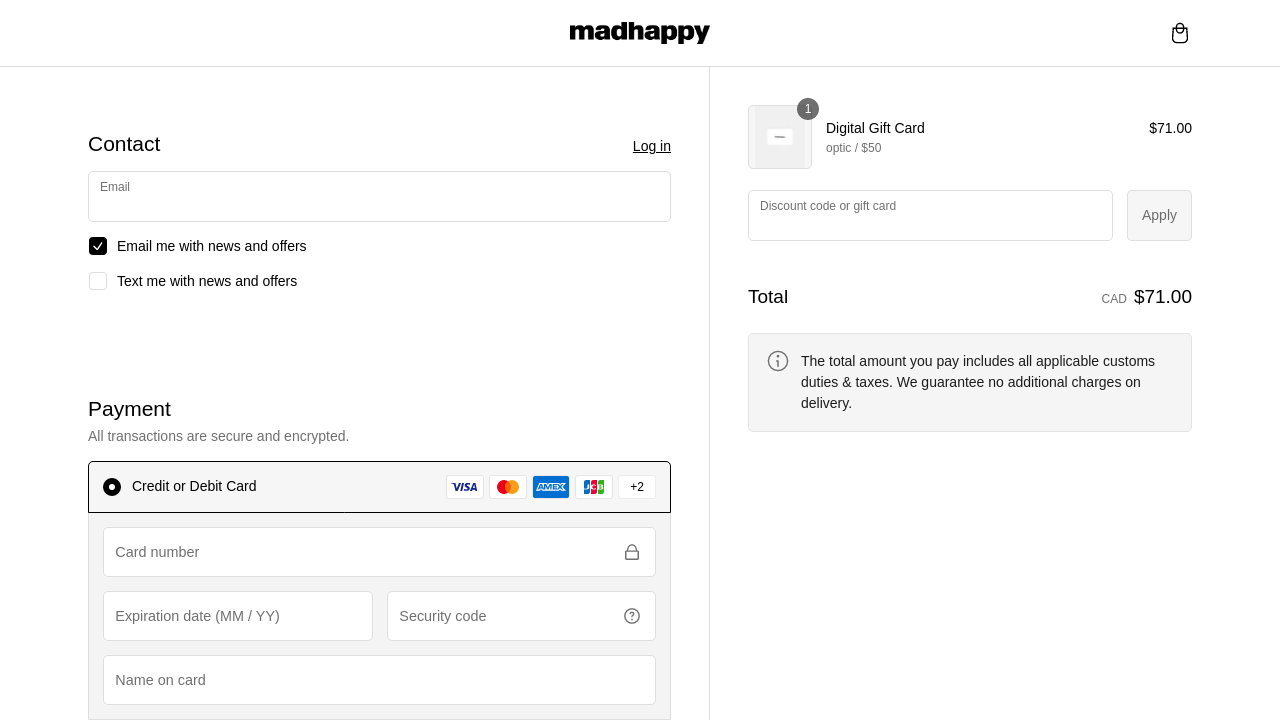 madhappy
Contact
Log in
Email
Email me with news and offers
Text me with news and offers
Payment
All transactions are secure and encrypted.
Credit or Debit Card
VISA
AMEX
JCB
+2
Card number
Expiration date (MM / YY)
Security code
Name on card
1
Digital Gift Card
$71.00
optic / $50
Discount code or gift card
Apply
Total
CAD $71.00
The total amount you pay includes all applicable customs
duties & taxes. We guarantee no additional charges on
delivery.